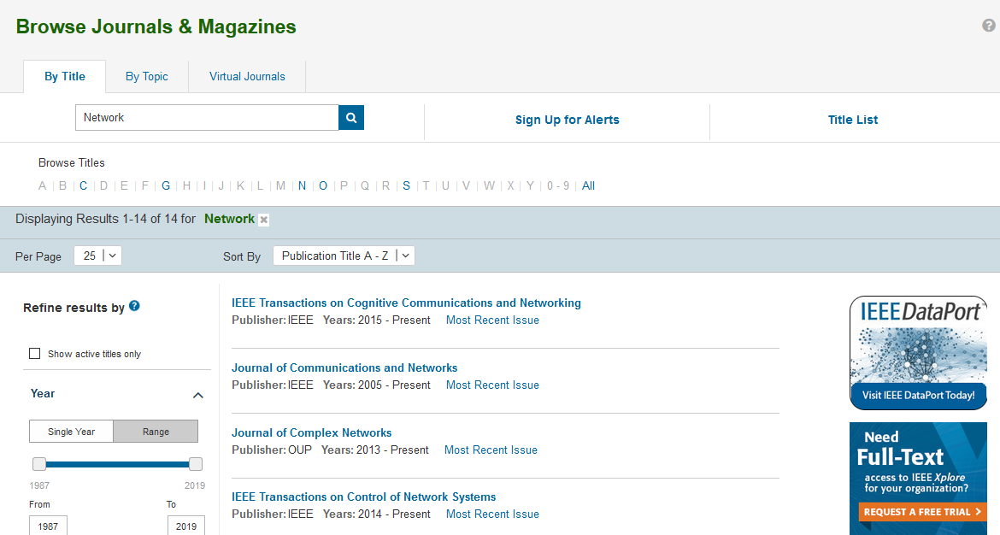 Browse Journals & Magazines
?
By Title
By Topic
Virtual Journals
Network
Sign Up for Alerts
Title List
Browse Titles
A | B | C | D | E | F | G | H | I | J | K | L | M | N | O | P | Q | R | S | T | U | V | W | X | Y | 0 - 9 | All
Displaying Results 1-14 of 14 for Network
Per Page 25
Sort By Publication Title A - Z
Refine results by ?
Show active titles only
Year
Single Year Range
1987 2019
From To
1987 2019
IEEE Transactions on Cognitive Communications and Networking
Publisher: IEEE Years: 2015 - Present Most Recent Issue
Journal of Communications and Networks
Publisher: IEEE Years: 2005 - Present Most Recent Issue
Journal of Complex Networks
Publisher: OUP Years: 2013 - Present Most Recent Issue
IEEE Transactions on Control of Network Systems
Publisher: IEEE Years: 2014 - Present Most Recent Issue
IEEE DataPort™
Visit IEEE DataPort Today!
Need
Full-Text
access to IEEE Xplore
for your organization?
REQUEST A FREE TRIAL